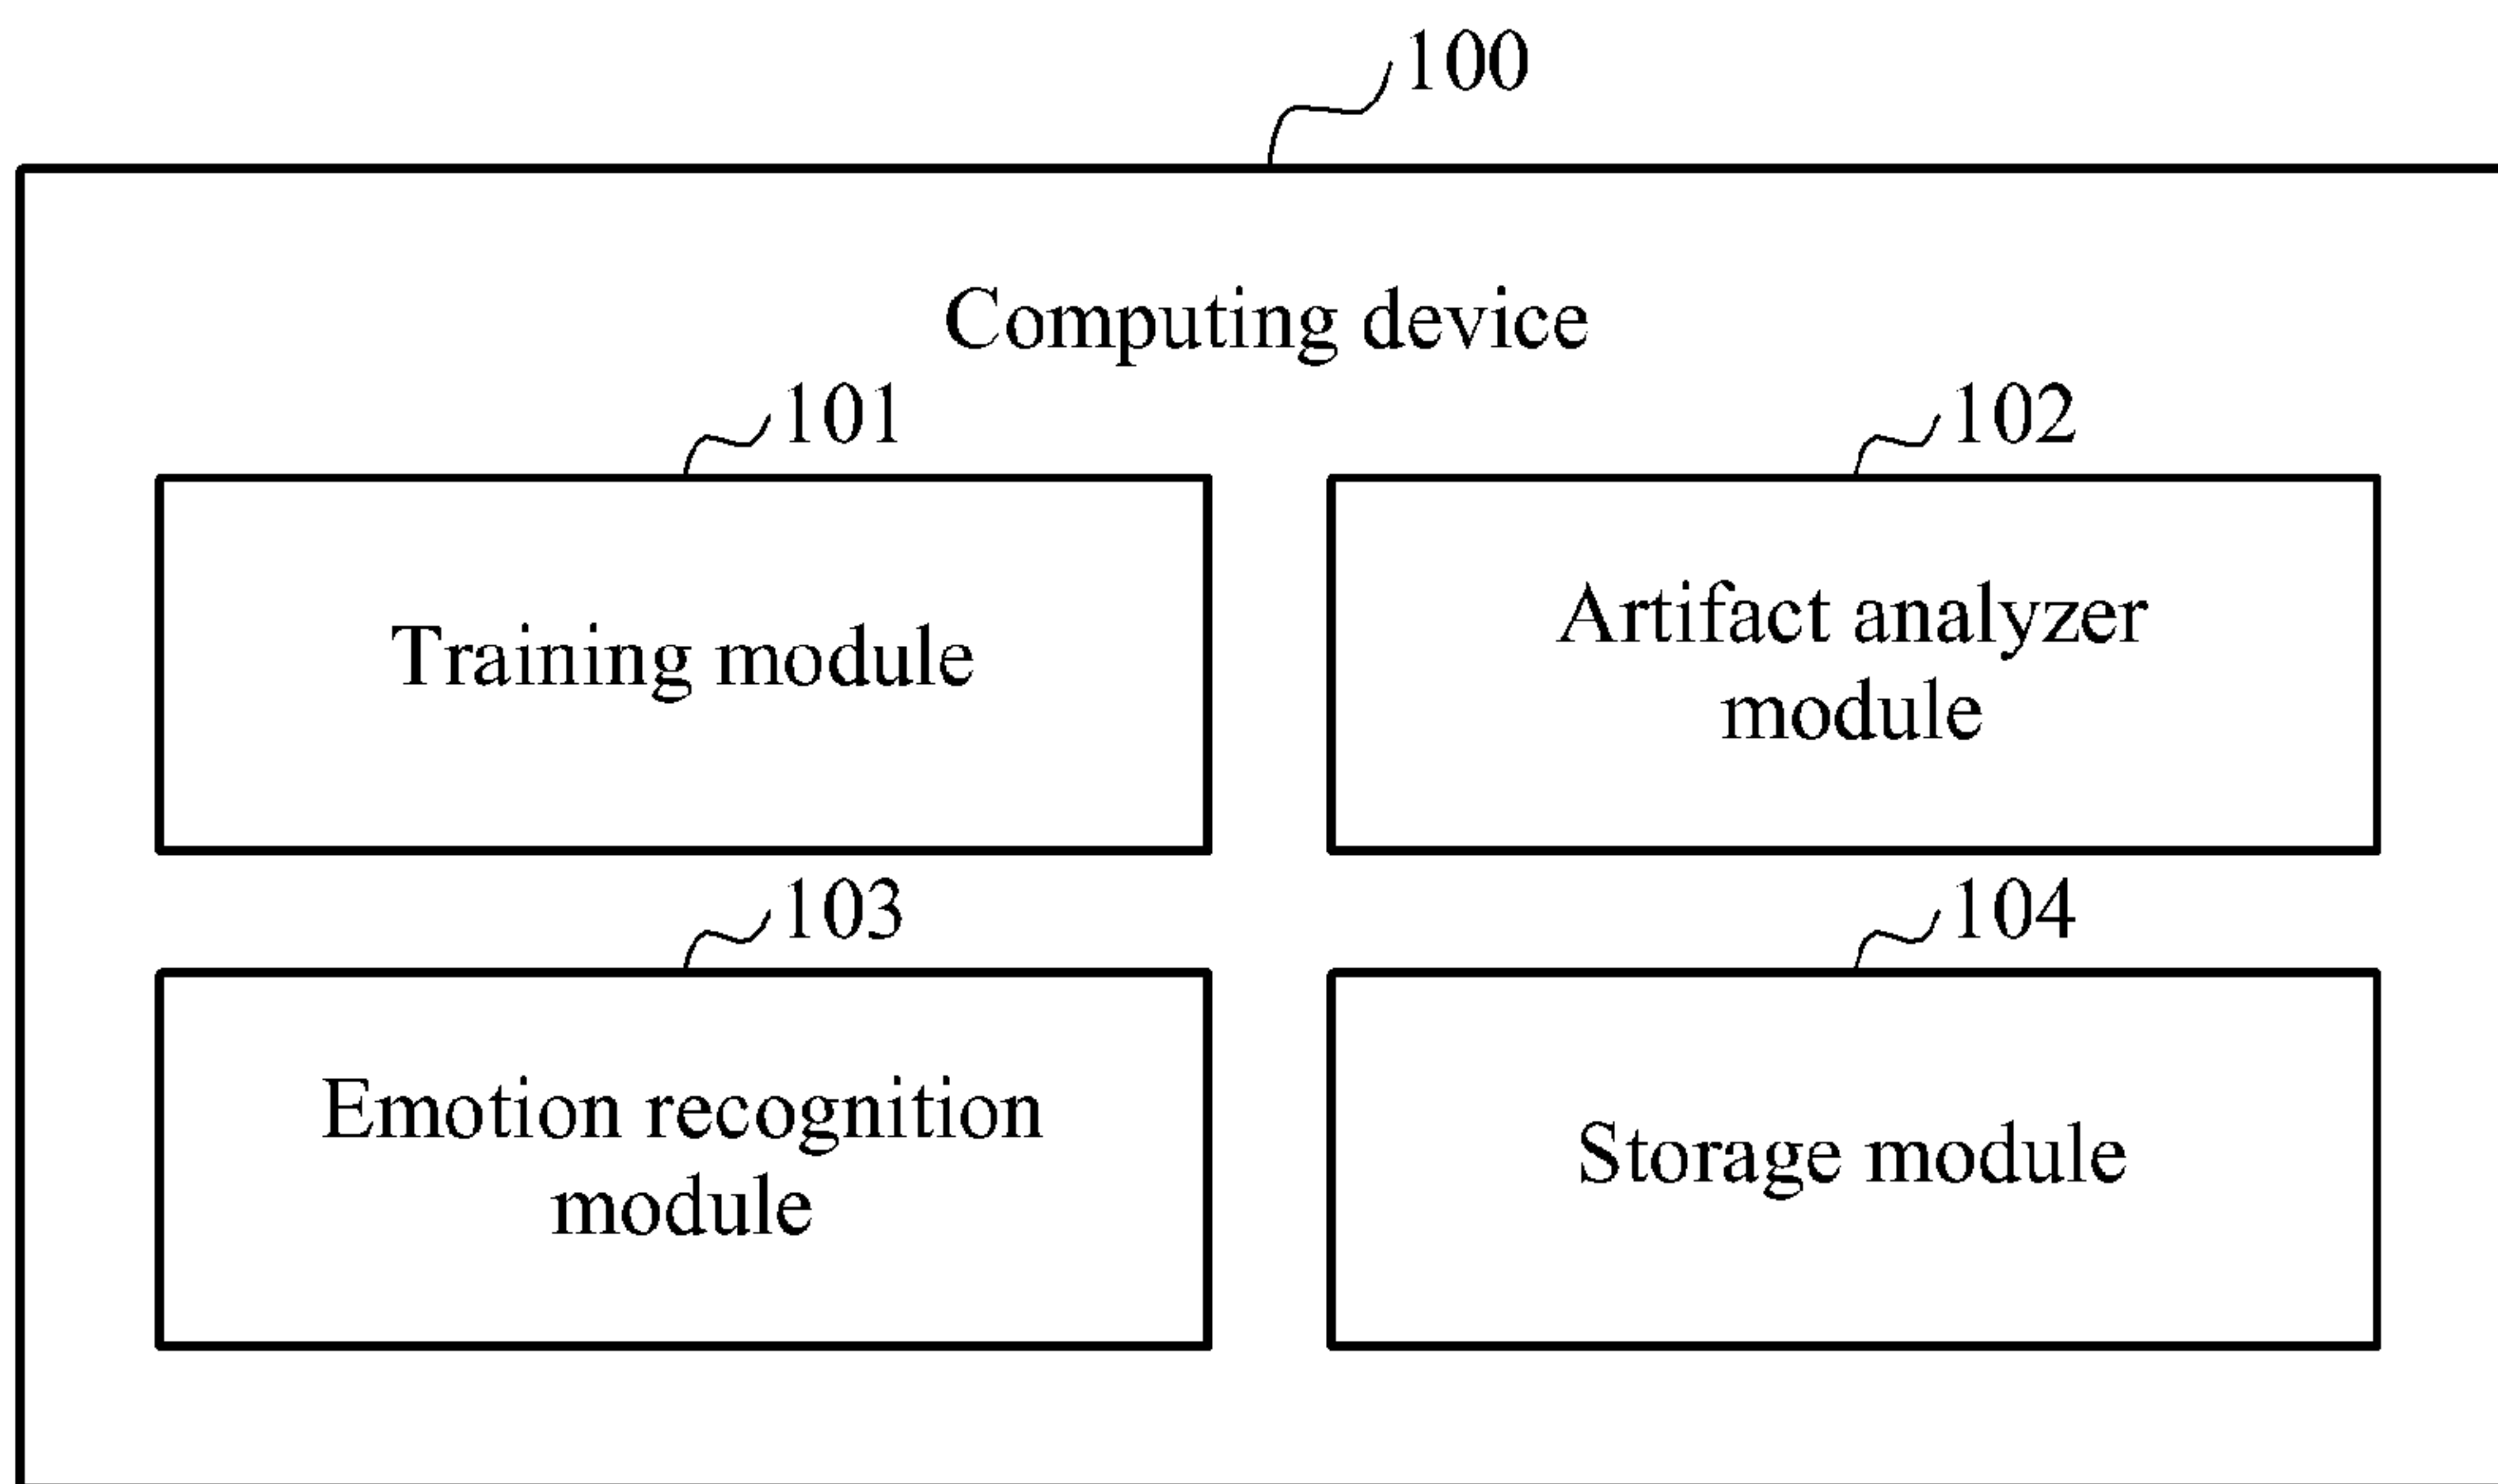 100
Computing device
101
102
Training module
Artifact analyzer
module
103
104
Emotion recognition
module
Storage module